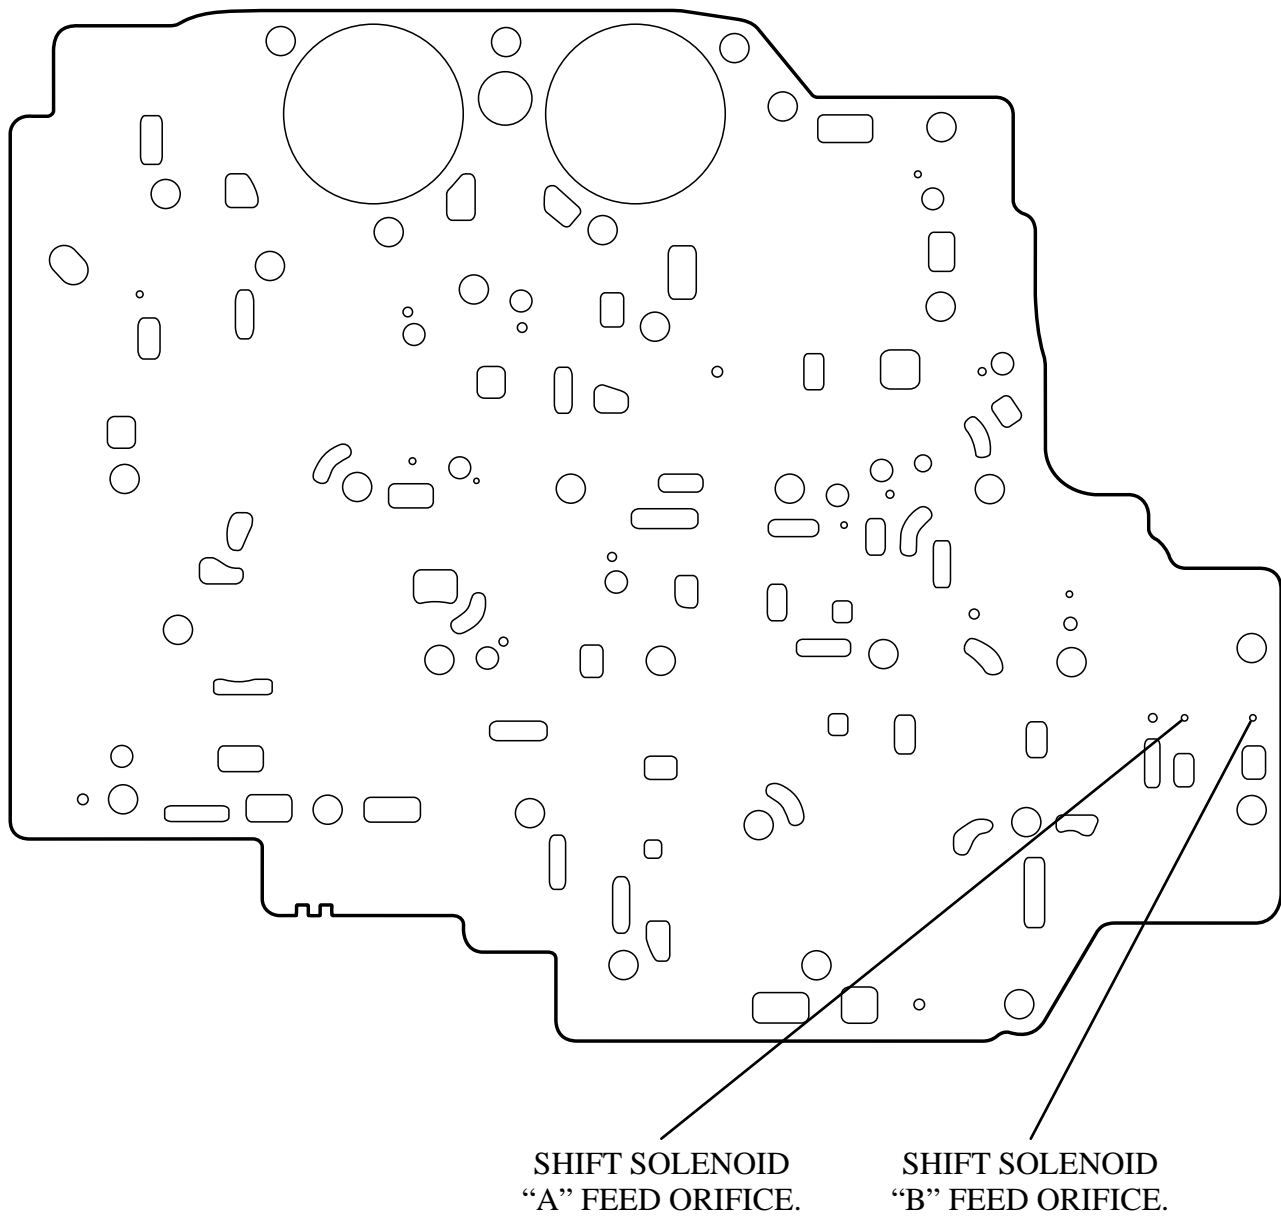 SHIFT SOLENOID
“A” FEED ORIFICE.
SHIFT SOLENOID
“B” FEED ORIFICE.